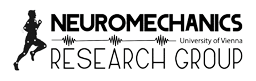 NEUROMECHANICS
University of Vienna
RESEARCH GROUP